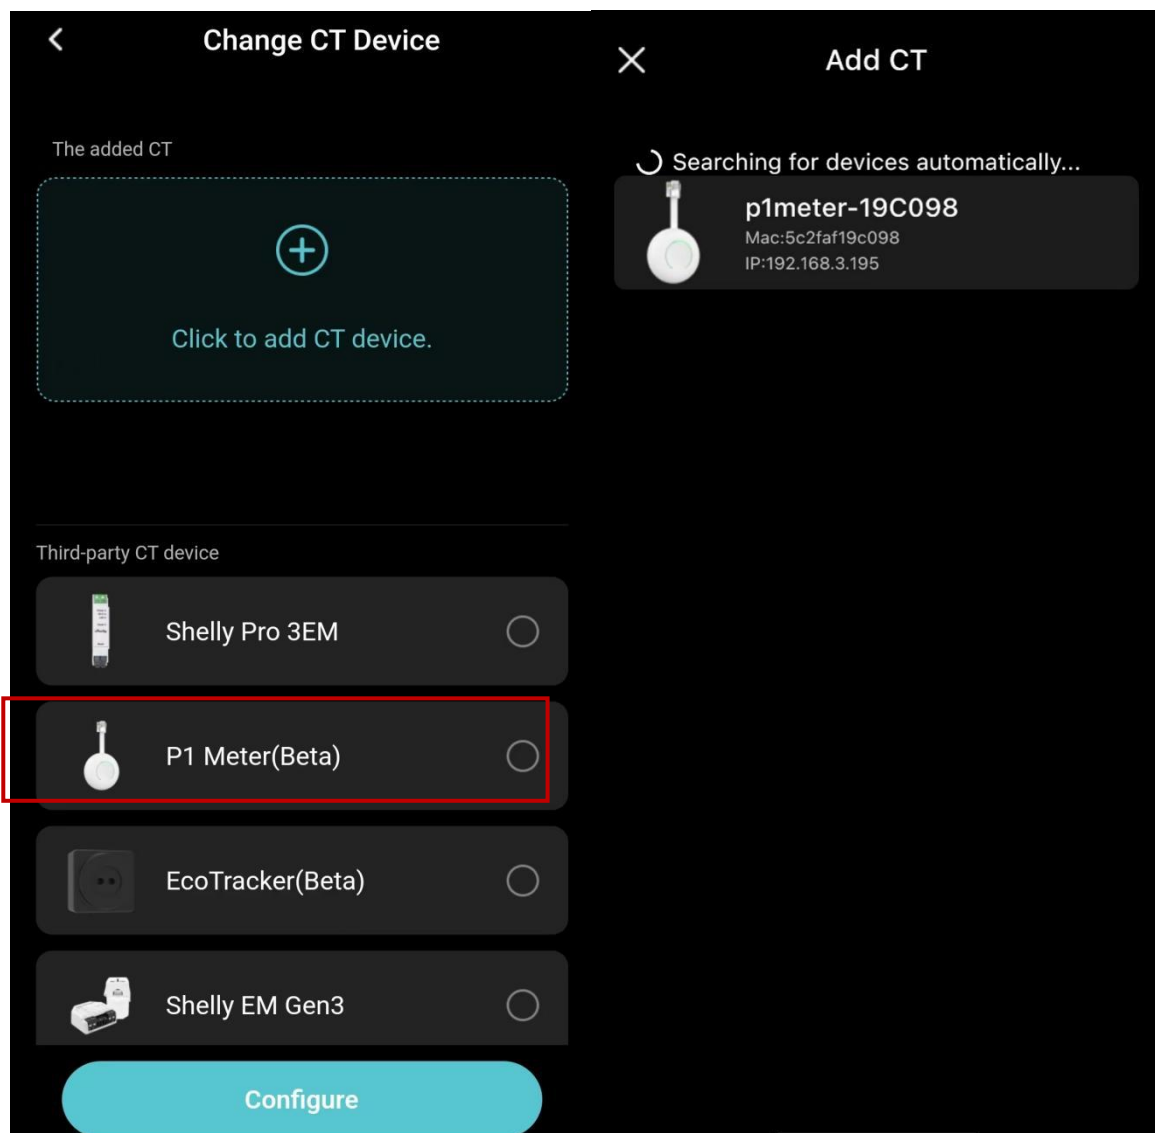 Change CT Device
The added CT
Click to add CT device.
Third-party CT device
Shelly Pro 3EM
P1 Meter(Beta)
EcoTracker(Beta)
Shelly EM Gen3
Configure
Add CT
Searching for devices automatically...
p1meter-19C098
Mac:5c2faf19c098
IP:192.168.3.195